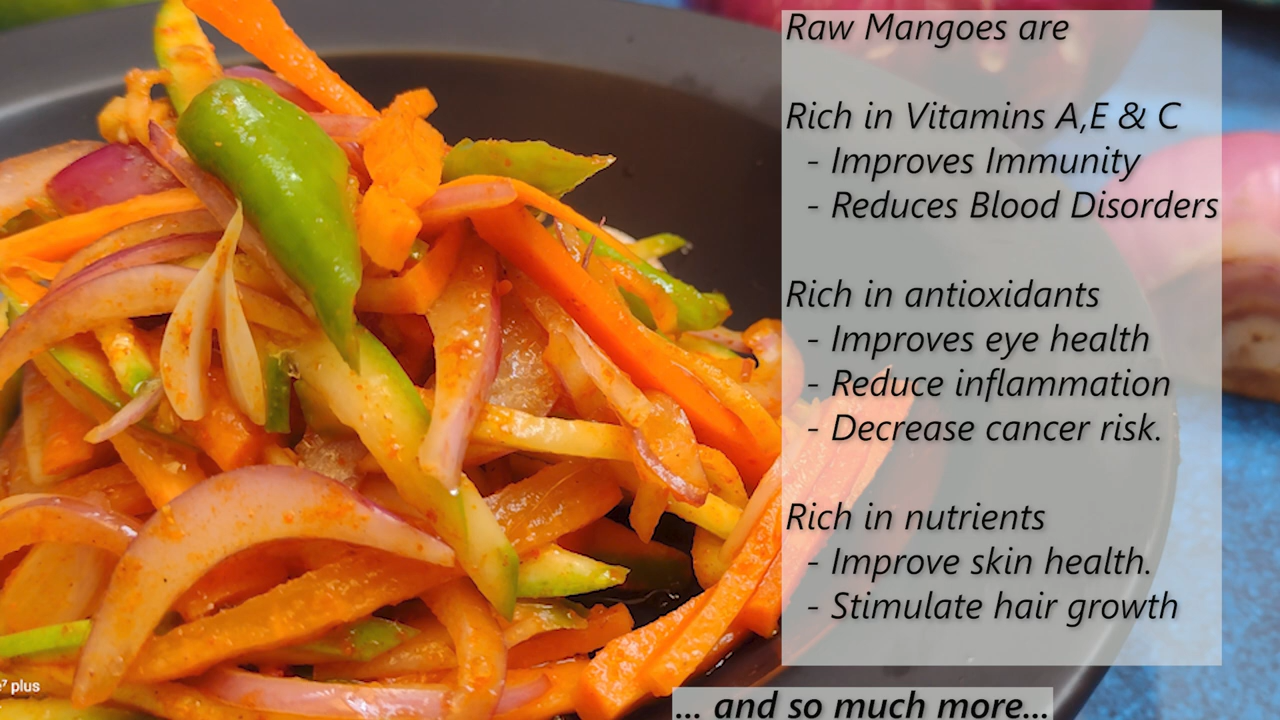 Raw Mangoes are
Rich in Vitamins A,E & C
- Improves Immunity
- Reduces Blood Disorders
Rich in antioxidants
- Improves eye health
- Reduce inflammation
- Decrease cancer risk.
Rich in nutrients
- Improve skin health.
- Stimulate hair growth
... and so much more...
plus